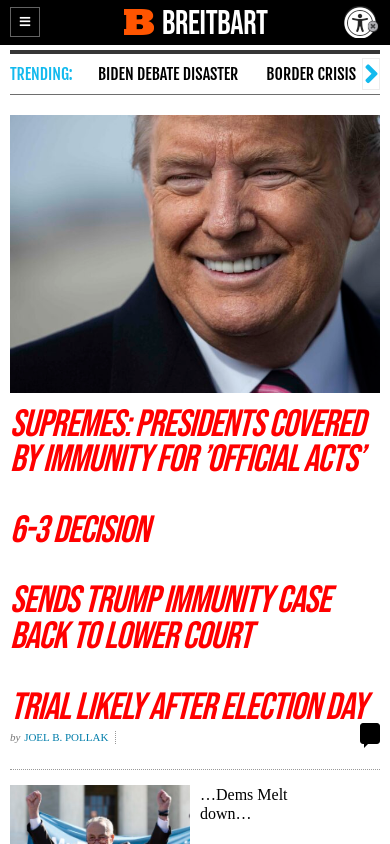 BREITBART
TRENDING:
BIDEN DEBATE DISASTER
BORDER CRISIS
SUPREMES: PRESIDENTS COVERED
BY IMMUNITY FOR 'OFFICIAL ACTS'
6-3 DECISION
SENDS TRUMP IMMUNITY CASE
BACK TO LOWER COURT
TRIAL LIKELY AFTER ELECTION DAY
by JOEL B. POLLAK
…Dems Melt
down…